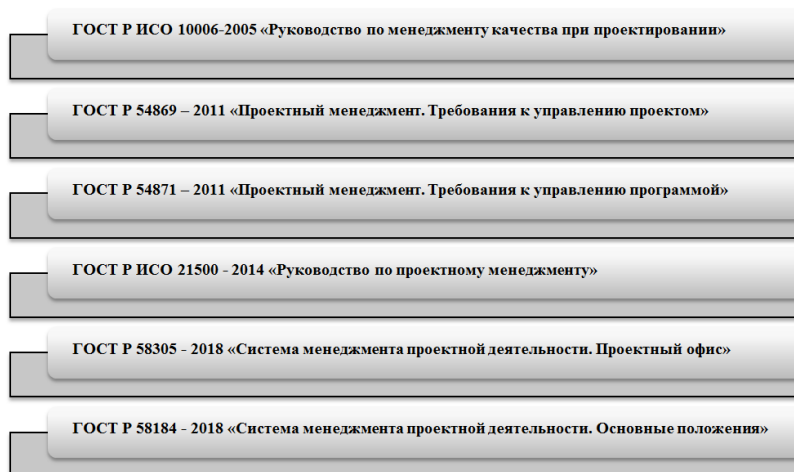 ГОСТ Р ИСО 10006-2005 «Руководство по менеджменту качества при проектировании»
ГОСТ Р 54869 – 2011 «Проектный менеджмент. Требования к управлению проектом»
ГОСТ Р 54871 – 2011 «Проектный менеджмент. Требования к управлению программой»
ГОСТ Р ИСО 21500 - 2014 «Руководство по проектному менеджменту»
ГОСТ Р 58305 - 2018 «Система менеджмента проектной деятельности. Проектный офис»
ГОСТ Р 58184 - 2018 «Система менеджмента проектной деятельности. Основные положения»